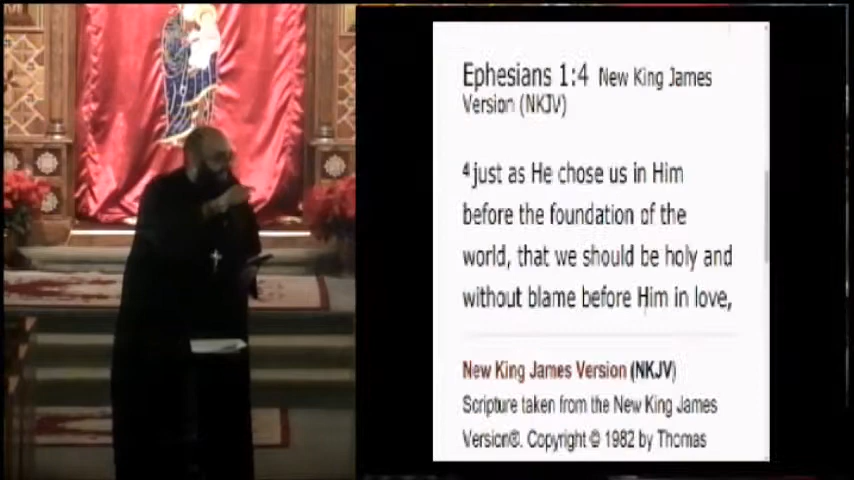 Ephesians 1:4 New King James
Version (NKJV)
4 just as He chose us in Him
before the foundation of the
world, that we should be holy and
without blame before Him in love,
New King James Version (NKJV)
Scripture taken from the New King James
Version®. Copyright © 1982 by Thomas